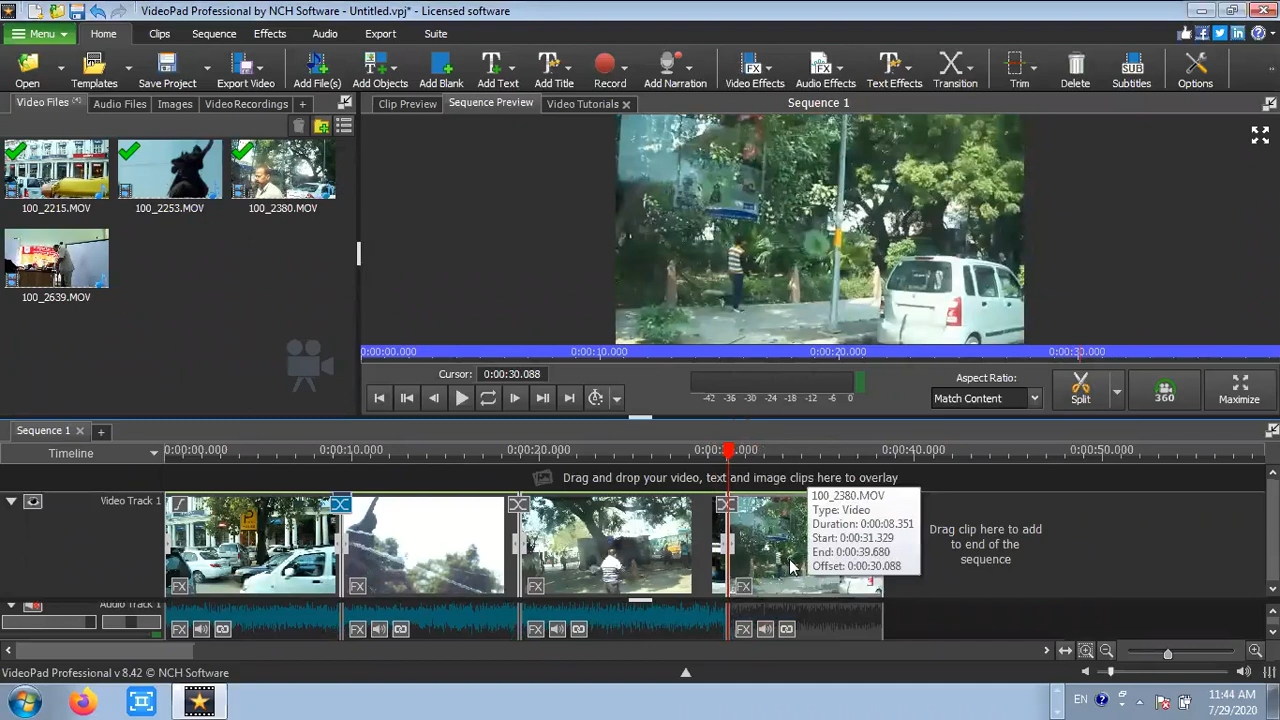 VideoPad Professional by NCH Software - Untitled.vpj* - Licensed software
Menu Home Clips Sequence Effects Audio Export Suite
Open Templates Save Project Export Video Add File(s) Add Objects Add Blank Add Text Add Title Record Add Narration Video Effects Audio Effects Text Effects Transition Trim Delete Subtitles Options
Video Files Audio Files Images Video Recordings + Clip Preview Sequence Preview Video Tutorials Sequence 1
100_2215.MOV 100_2253.MOV 100_2380.MOV
100_2639.MOV
0:00:00.000 0:00:10.000 0:00:20.000 0:00:30.000
Cursor: 0:00:30.088
-42 -36 -30 -24 -18 -12 -6 0
Aspect Ratio:
Match Content
Split 360 Maximize
Sequence 1 +
Timeline 0:00:00.000 0:00:10.000 0:00:20.000 0:00:40.000 0:00:50.000
Drag and drop your video, text and image clips here to overlay
Video Track 1
100_2380.MOV
Type: Video
Duration: 0:00:08.351
Start: 0:00:31.329
End: 0:00:39.680
Offset: 0:00:30.088
Drag clip here to add
to end of the
sequence
FX FX FX FX
Audio Track 1
FX FX FX FX
VideoPad v 8.42 © NCH Software
EN 11:44 AM
7/29/2020